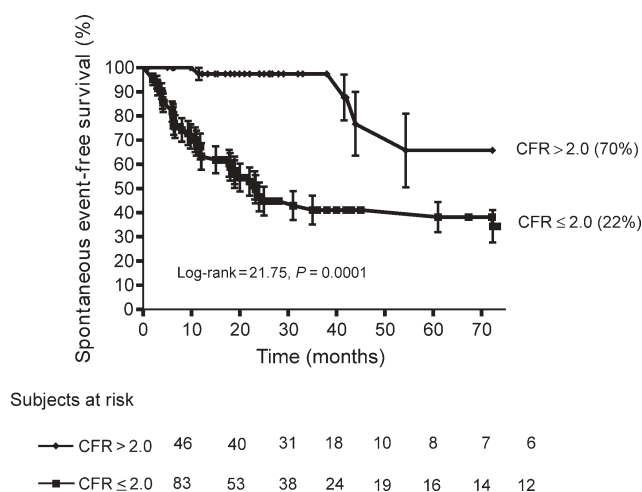 Spontaneous event-free survival (%)
100
90
80
70
60
50
40
30
20
10
0
CFR > 2.0 (70%)
CFR ≤ 2.0 (22%)
Log-rank = 21.75, P = 0.0001
0 10 20 30 40 50 60 70
Time (months)
Subjects at risk
CFR > 2.0 46 40 31 18 10 8 7 6
CFR ≤ 2.0 83 53 38 24 19 16 14 12